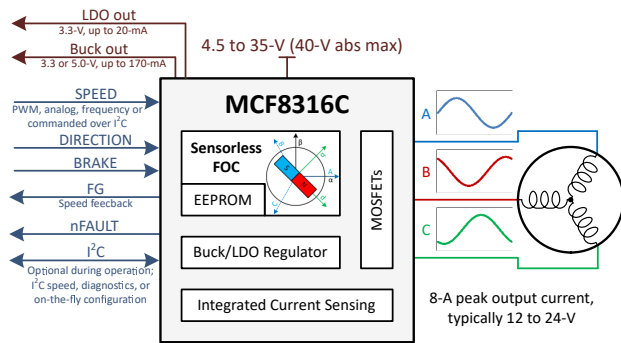 LDO out
3.3-V, up to 20-mA
Buck out
3.3 or 5.0-V, up to 170-mA
4.5 to 35-V (40-V abs max)
SPEED
PWM, analog, frequency or
commanded over I²C
DIRECTION
BRAKE
FG
Speed feecback
nFAULT
I²C
Optional during operation;
I²C speed, diagnostics, or
on-the-fly configuration
MCF8316C
Sensorless
FOC
EEPROM
β
A
α
S
N
C
Buck/LDO Regulator
Integrated Current Sensing
MOSFETs
A
B
C
8-A peak output current,
typically 12 to 24-V